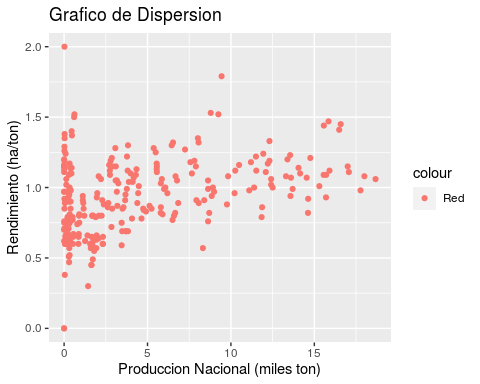 Grafico de Dispersion
2.0
1.5
1.0
0.5
0.0
Rendimiento (ha/ton)
0
5
10
15
Produccion Nacional (miles ton)
colour
Red